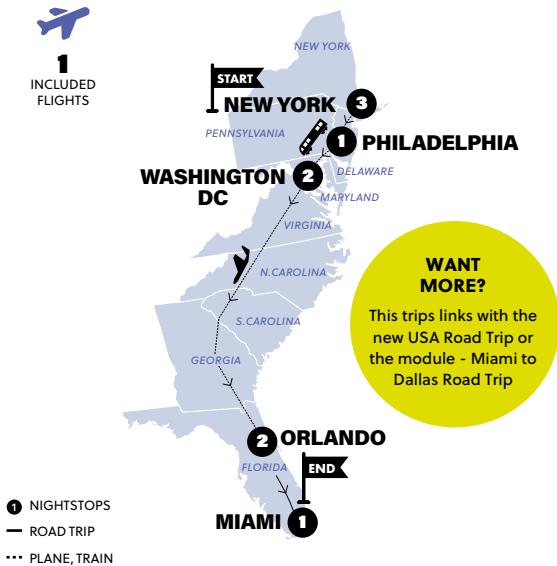 1
INCLUDED
FLIGHTS
NEW YORK
START
NEW YORK 3
PENNSYLVANIA
1 PHILADELPHIA
WASHINGTON
DC
2
DELAWARE
MARYLAND
VIRGINIA
N.CAROLINA
S.CAROLINA
GEORGIA
WANT
MORE?
This trips links with the
new USA Road Trip or
the module - Miami to
Dallas Road Trip
2 ORLANDO
FLORIDA
END
MIAMI 1
1 NIGHTSTOPS
ROAD TRIP
PLANE, TRAIN